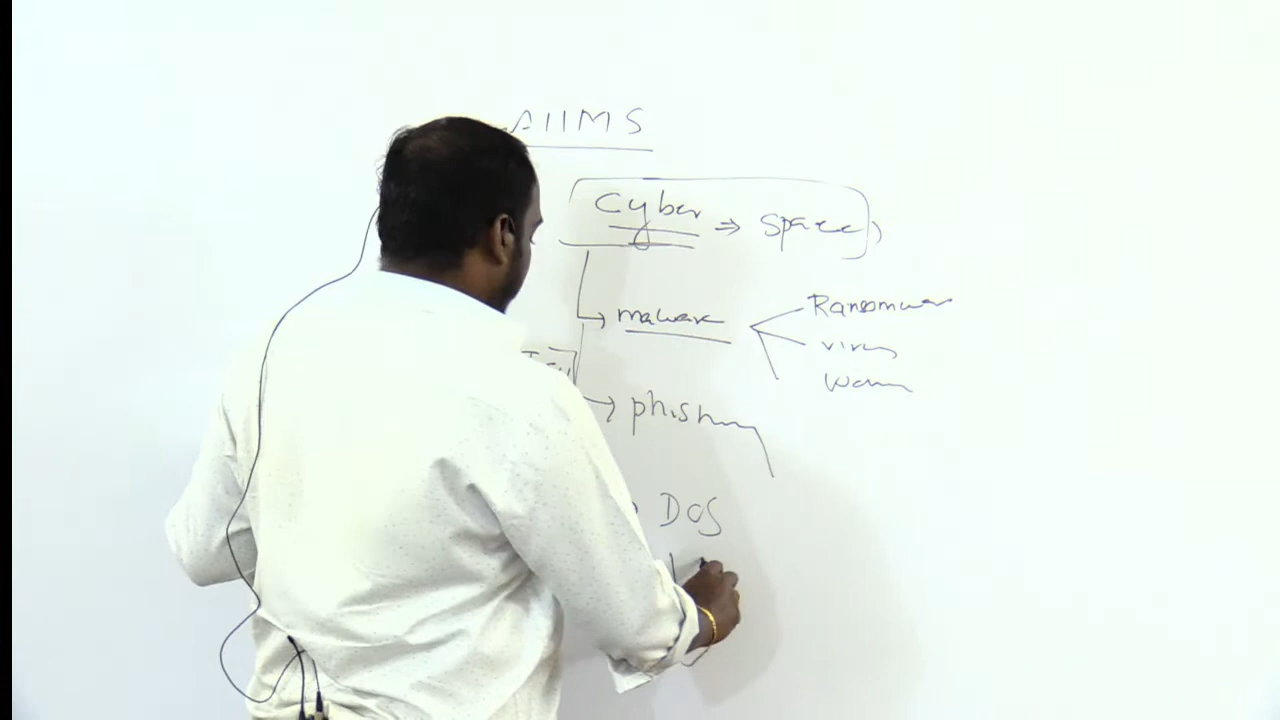 AIIMS
Cyber ⇒ Space)
malware
Ransomware
virus
worm
→ phishing
DOS